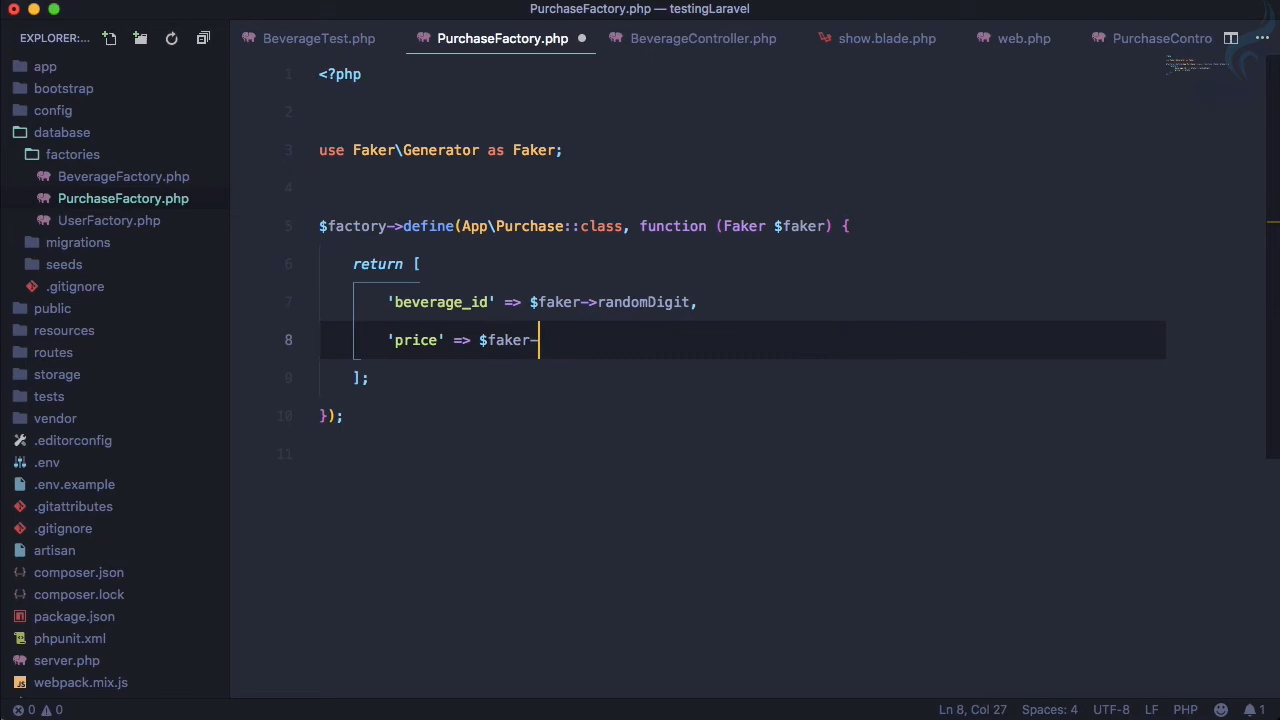 PurchaseFactory.php — testingLaravel
EXPLORER:...
BeverageTest.php
PurchaseFactory.php
BeverageController.php
show.blade.php
web.php
PurchaseContro
app
bootstrap
config
database
factories
BeverageFactory.php
PurchaseFactory.php
UserFactory.php
migrations
seeds
.gitignore
public
resources
routes
storage
tests
vendor
.editorconfig
.env
.env.example
.gitattributes
.gitignore
artisan
composer.json
composer.lock
package.json
phpunit.xml
server.php
webpack.mix.js
1 <?php
2
3 use Faker\Generator as Faker;
4
5 $factory->define(App\Purchase::class, function (Faker $faker) {
6 return [
7 'beverage_id' => $faker->randomDigit,
8 'price' => $faker-
9 ];
10 });
11
0 0
Ln 8, Col 27 Spaces: 4 UTF-8 LF PHP 1